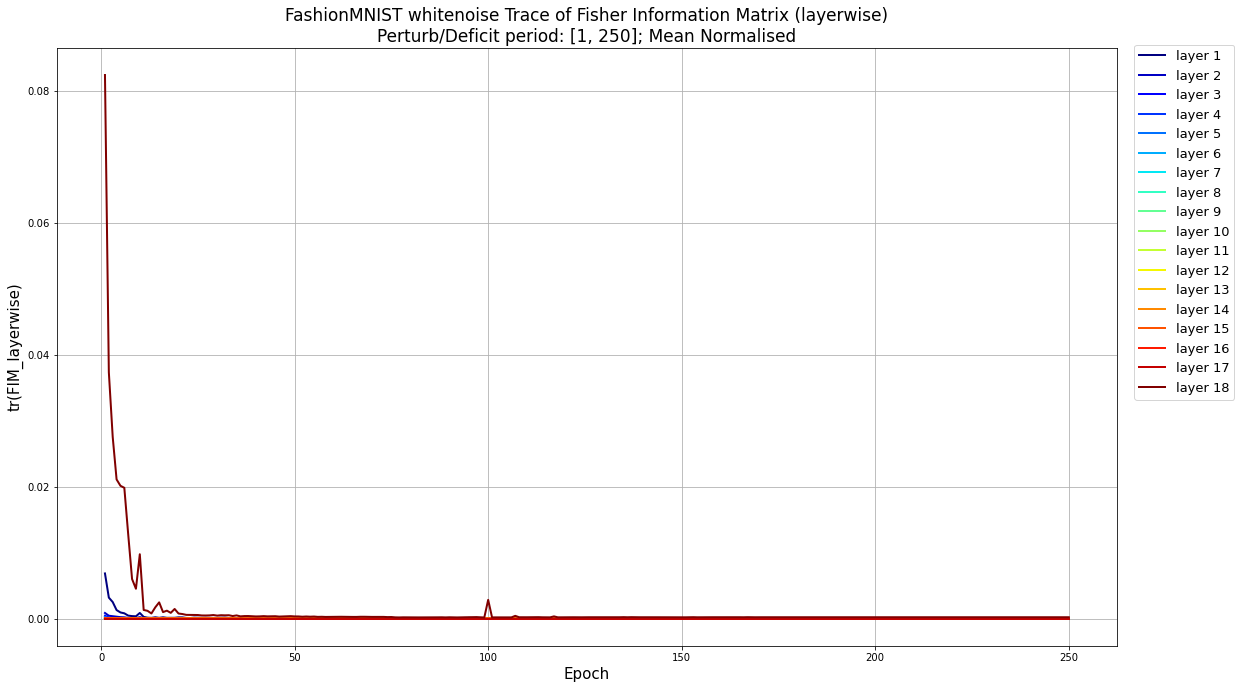 FashionMNIST whitenoise Trace of Fisher Information Matrix (layerwise)
Perturb/Deficit period: [1, 250]; Mean Normalised
tr(FIM_layerwise)
0.08
0.06
0.04
0.02
0.00
0
50
100
150
200
250
Epoch
layer 1
layer 2
layer 3
layer 4
layer 5
layer 6
layer 7
layer 8
layer 9
layer 10
layer 11
layer 12
layer 13
layer 14
layer 15
layer 16
layer 17
layer 18